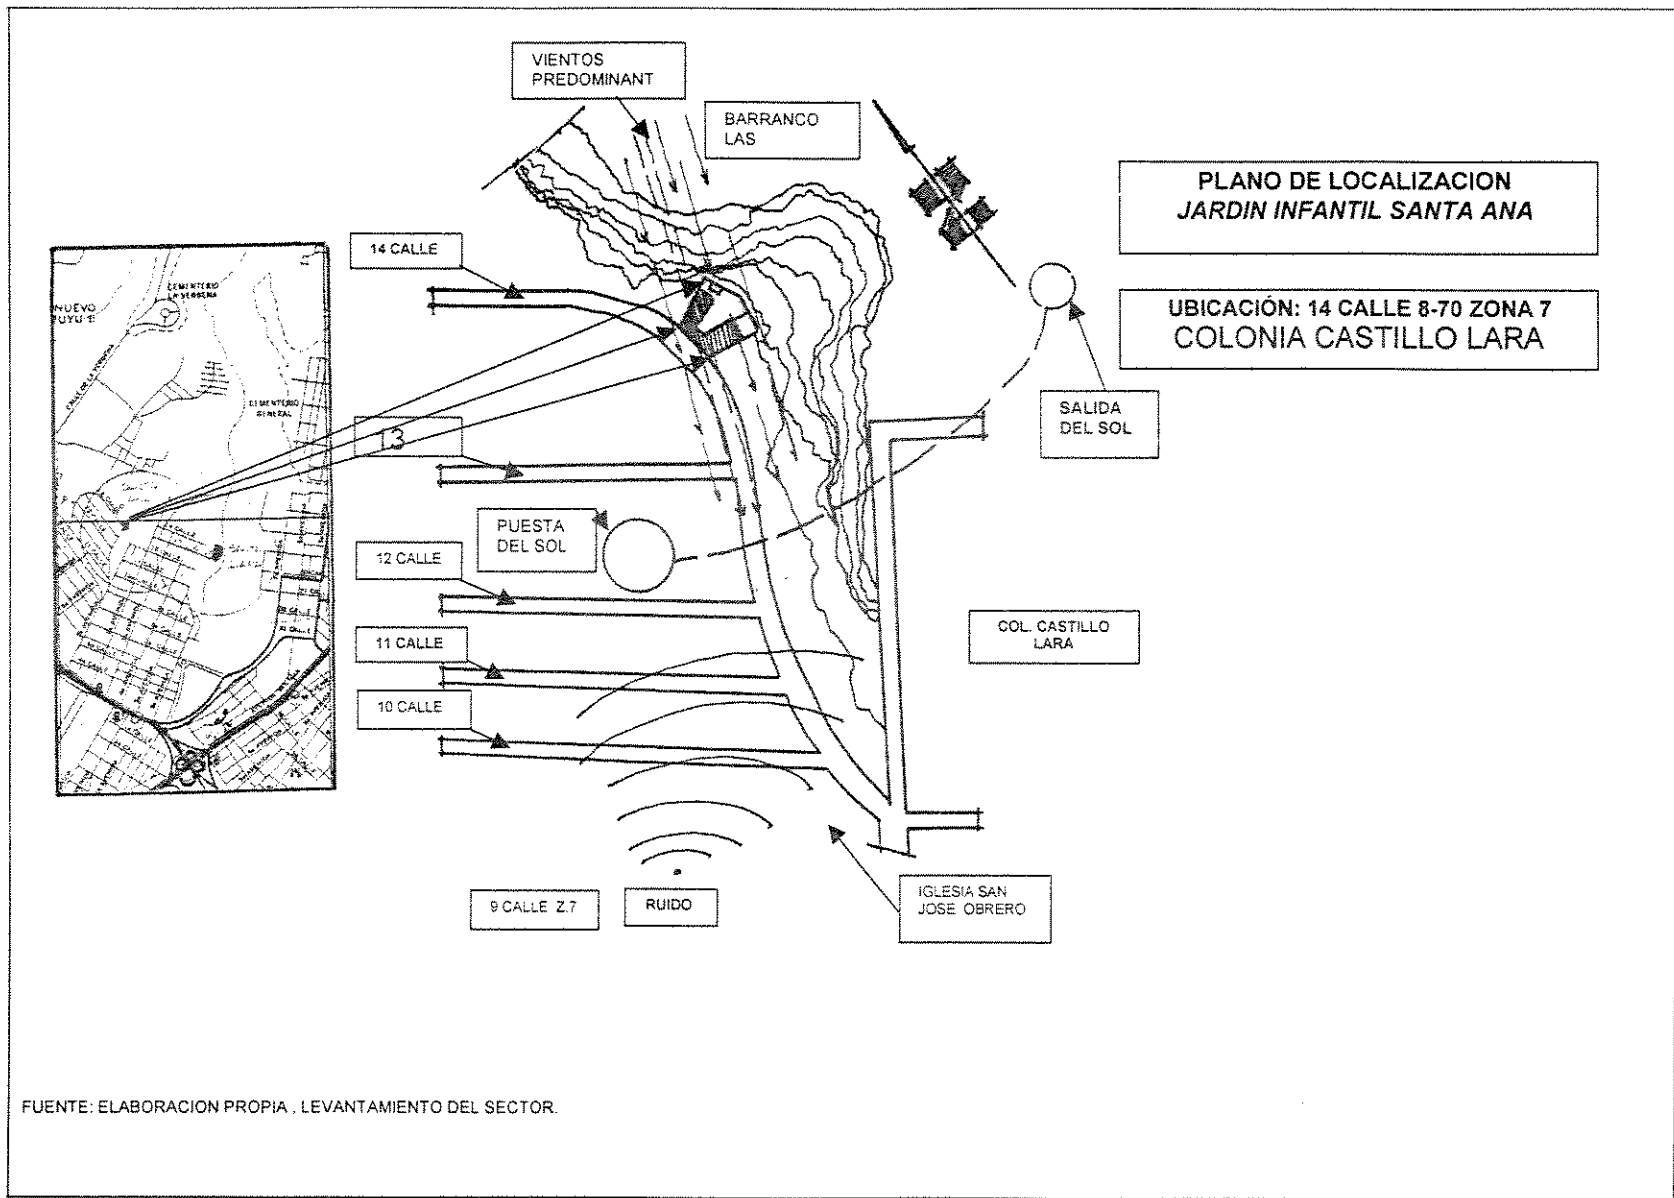 VIENTOS
PREDOMINANT
BARRANCO
LAS
PLANO DE LOCALIZACION
JARDIN INFANTIL SANTA ANA
UBICACIÓN: 14 CALLE 8-70 ZONA 7
COLONIA CASTILLO LARA
14 CALLE
CEMENTERIO
LA VERBENA
NUEVO
CEMENTERIO
GENERAL
13
SALIDA
DEL SOL
PUESTA
DEL SOL
12 CALLE
11 CALLE
10 CALLE
COL. CASTILLO
LARA
9 CALLE Z.7
RUIDO
IGLESIA SAN
JOSE OBRERO
FUENTE: ELABORACION PROPIA , LEVANTAMIENTO DEL SECTOR.